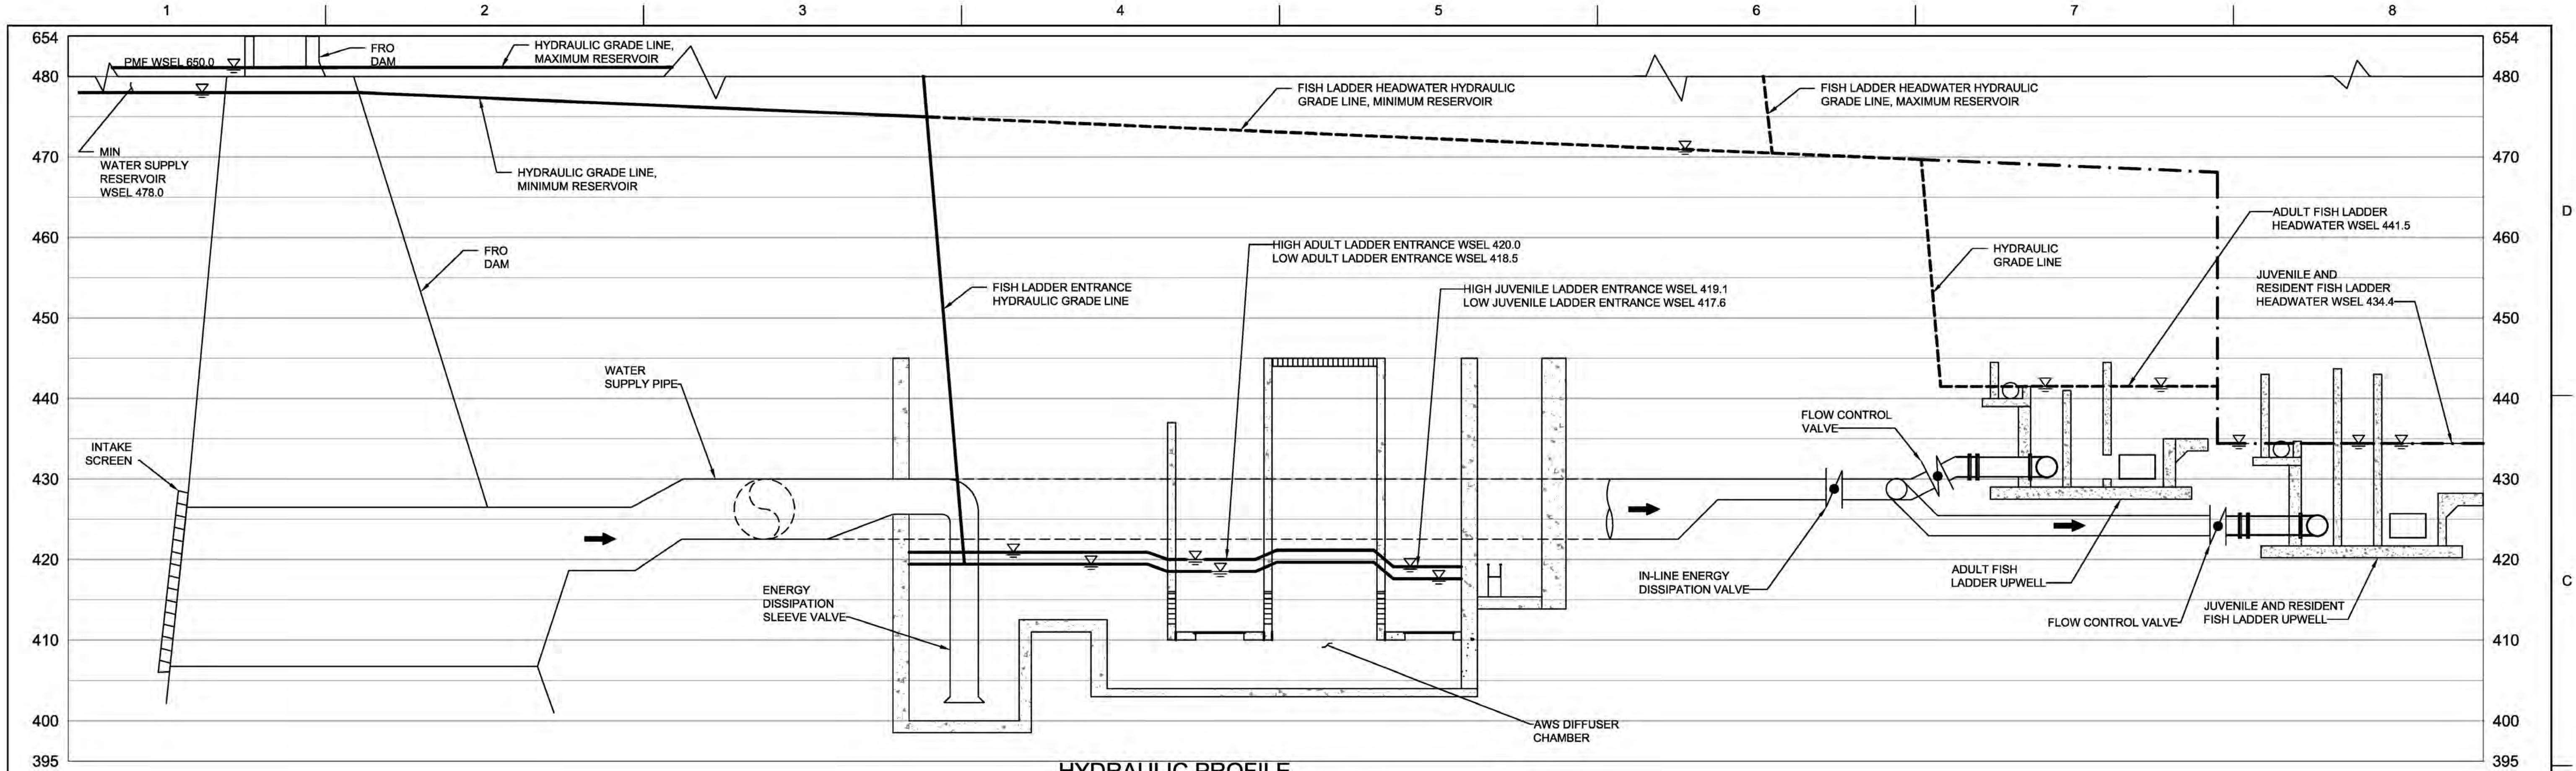 1 2 3 4 5 6 7 8
654
654
PMF WSEL 650.0
FRO
DAM
HYDRAULIC GRADE LINE,
MAXIMUM RESERVOIR
480
480
FISH LADDER HEADWATER HYDRAULIC
GRADE LINE, MINIMUM RESERVOIR
FISH LADDER HEADWATER HYDRAULIC
GRADE LINE, MAXIMUM RESERVOIR
MIN
WATER SUPPLY
RESERVOIR
WSEL 478.0
470
470
HYDRAULIC GRADE LINE,
MINIMUM RESERVOIR
ADULT FISH LADDER
HEADWATER WSEL 441.5
D
460
460
FRO
DAM
HIGH ADULT LADDER ENTRANCE WSEL 420.0
LOW ADULT LADDER ENTRANCE WSEL 418.5
HYDRAULIC
GRADE LINE
FISH LADDER ENTRANCE
HYDRAULIC GRADE LINE
HIGH JUVENILE LADDER ENTRANCE WSEL 419.1
LOW JUVENILE LADDER ENTRANCE WSEL 417.6
JUVENILE AND
RESIDENT FISH LADDER
HEADWATER WSEL 434.4
450
450
WATER
SUPPLY PIPE
440
440
FLOW CONTROL
VALVE
INTAKE
SCREEN
430
430
420
420
ENERGY
DISSIPATION
SLEEVE VALVE
IN-LINE ENERGY
DISSIPATION VALVE
ADULT FISH
LADDER UPWELL
C
FLOW CONTROL VALVE
JUVENILE AND RESIDENT
FISH LADDER UPWELL
410
410
400
400
AWS DIFFUSER
CHAMBER
395
395
HYDRAULIC PROFILE